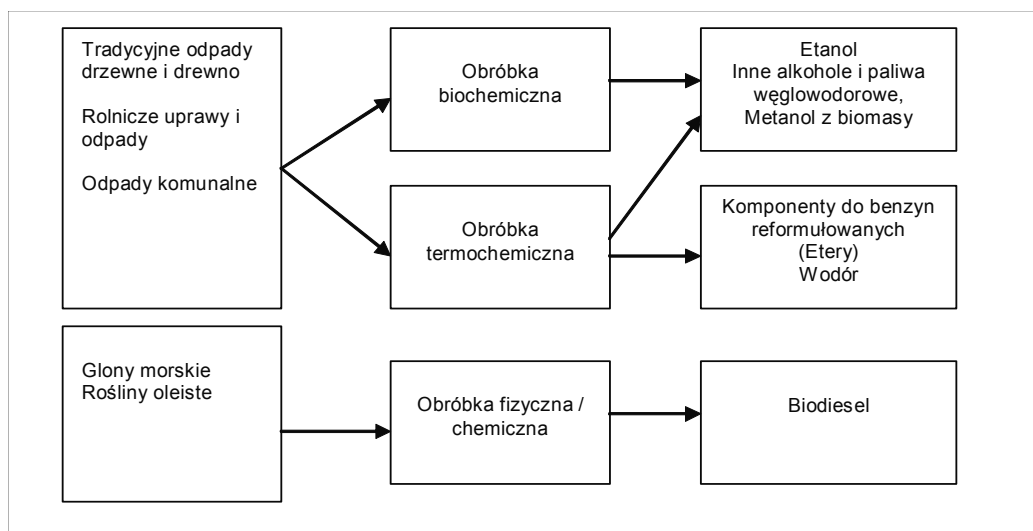 Tradycyjne odpady
drzewne i drewno
Rolnicze uprawy i
odpady
Odpady komunalne
Obróbka
biochemiczna
Etanol
Inne alkohole i paliwa
węglowodorowe,
Metanol z biomasy
Obróbka
termochemiczna
Komponenty do benzyn
reformułowanych
(Etery)
Wodór
Glony morskie
Rośliny oleiste
Obróbka fizyczna /
chemiczna
Biodiesel